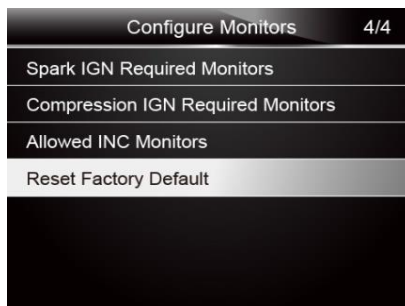 Configure Monitors 4/4
Spark IGN Required Monitors
Compression IGN Required Monitors
Allowed INC Monitors
Reset Factory Default